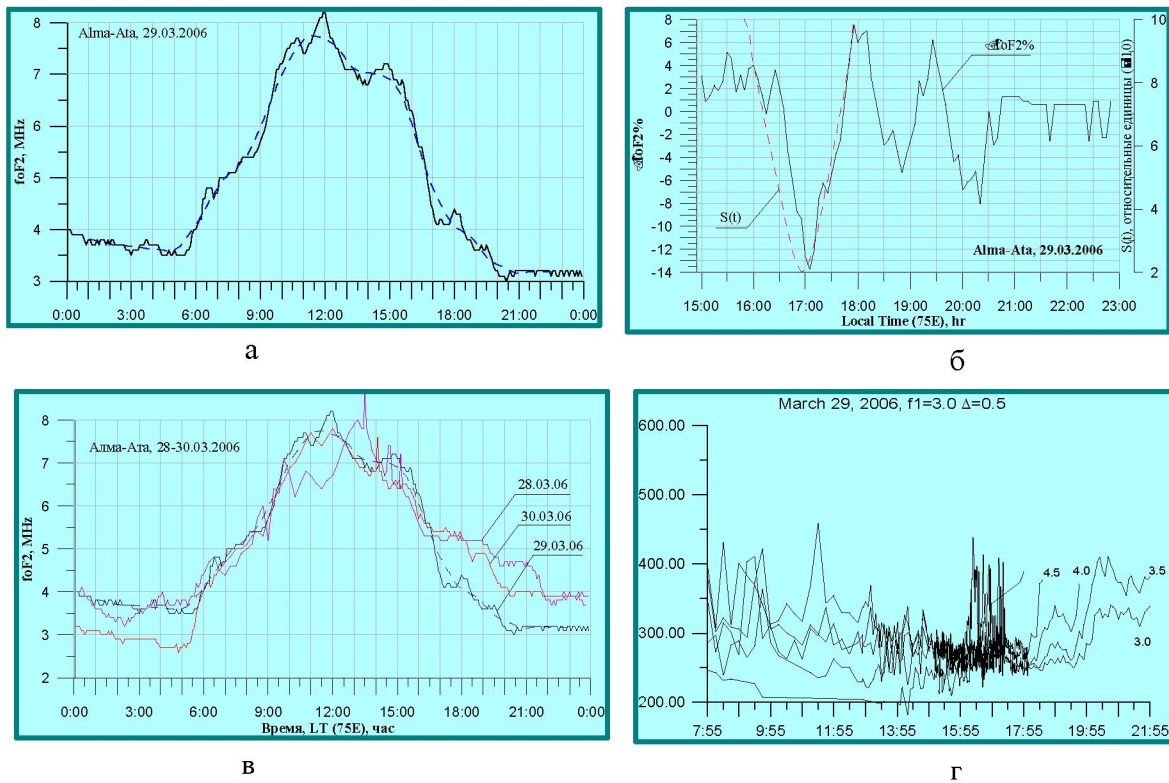 Alma-Ata, 29.03.2006
foF2, MHz
8
7
6
5
4
3
0:00 3:00 6:00 9:00 12:00 15:00 18:00 21:00 0:00
а
8
6
4
2
0
-2
-4
-6
-8
-10
-12
-14
foF2%
foF2%
S(t)
Alma-Ata, 29.03.2006
10
8
6
4
2
S(t), относительные единицы
15:00 16:00 17:00 18:00 19:00 20:00 21:00 22:00 23:00
Local Time (75E), hr
б
Алма-Ата, 28-30.03.2006
foF2, MHz
8
7
6
5
4
3
2
28.03.06
30.03.06
29.03.06
0:00 3:00 6:00 9:00 12:00 15:00 18:00 21:00 0:00
Время, LT (75E), час
в
March 29, 2006, f1=3.0 Δ=0.5
600.00
500.00
400.00
300.00
200.00
4.5 4.0 3.5
3.0
7:55 9:55 11:55 13:55 15:55 17:55 19:55 21:55
г